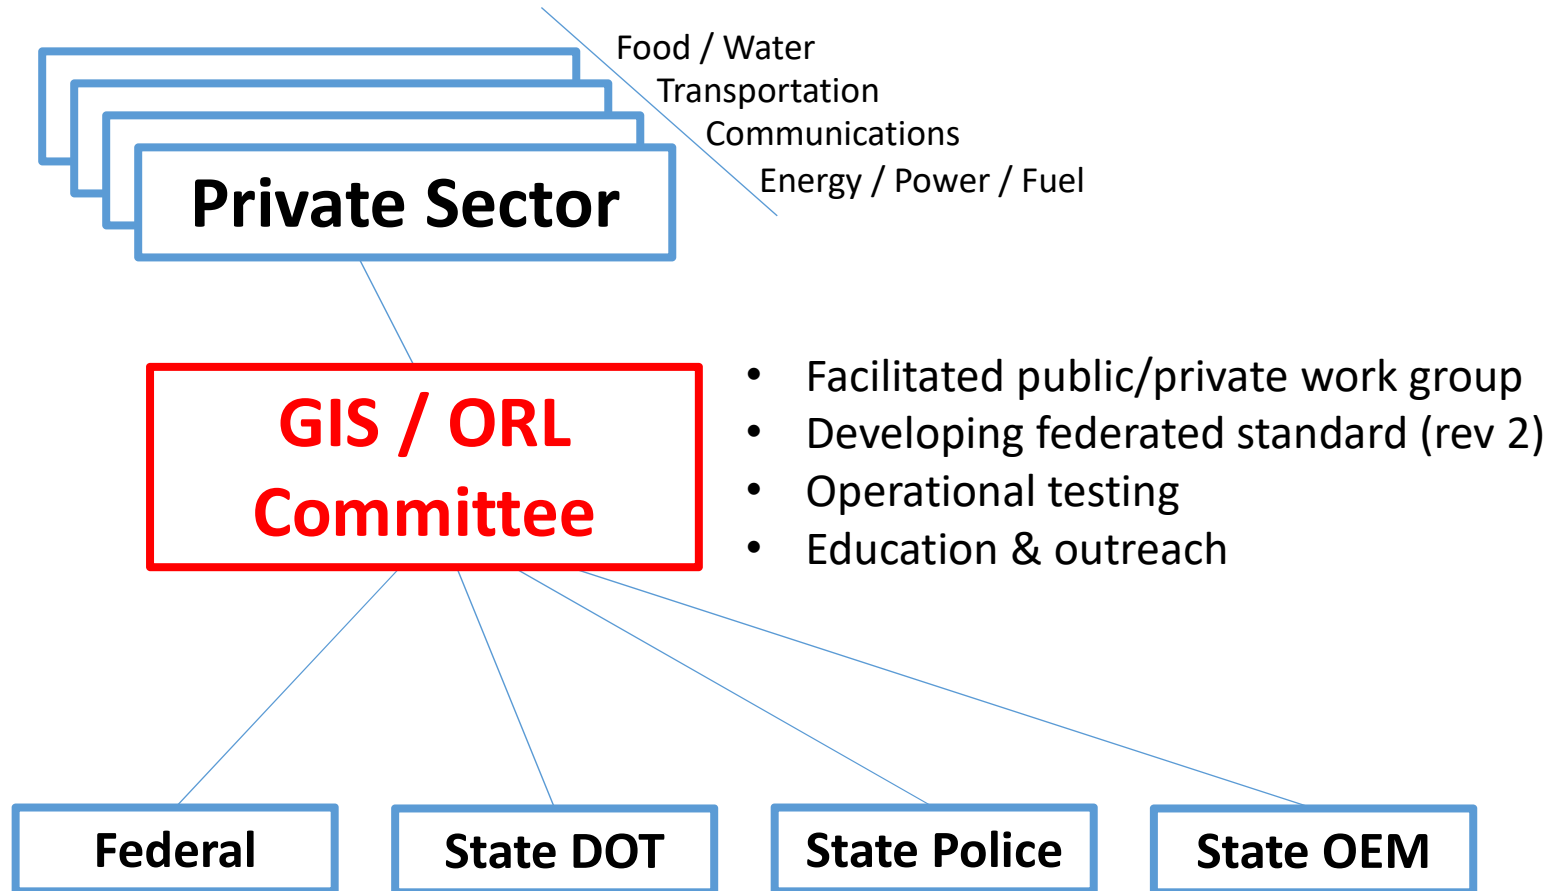 Food / Water
Transportation
Communications
Energy / Power / Fuel
Private Sector
GIS / ORL
Committee
• Facilitated public/private work group
• Developing federated standard (rev 2)
• Operational testing
• Education & outreach
Federal
State DOT
State Police
State OEM